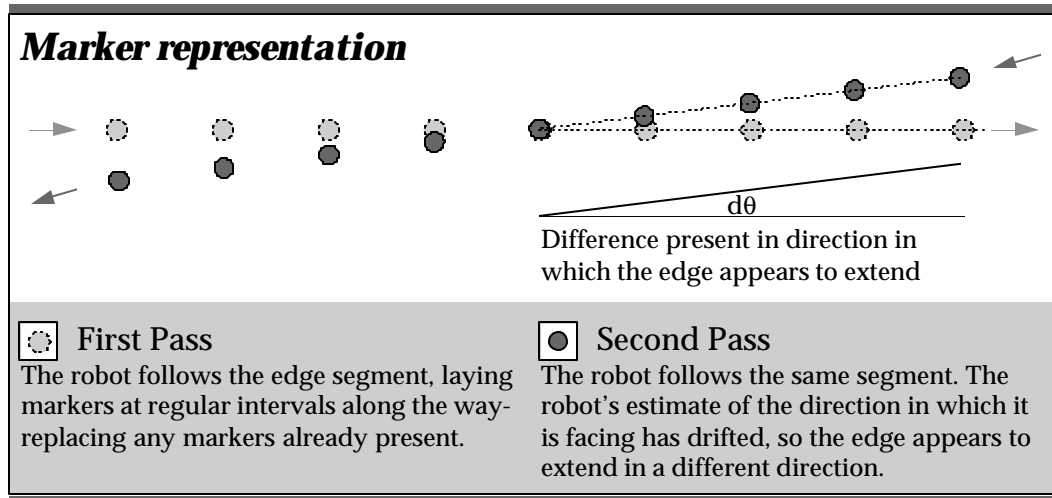 Marker representation
dθ
Difference present in direction in
which the edge appears to extend
First Pass
The robot follows the edge segment, laying
markers at regular intervals along the way-
replacing any markers already present.
Second Pass
The robot follows the same segment. The
robot's estimate of the direction in which it
is facing has drifted, so the edge appears to
extend in a different direction.